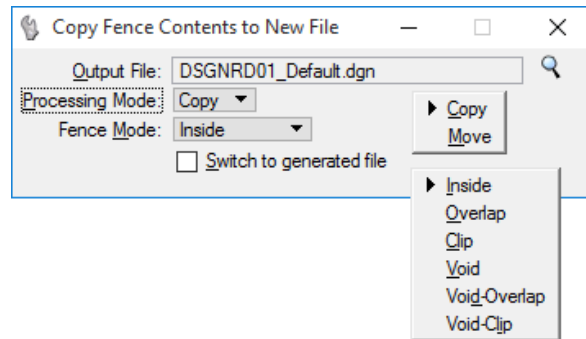 Copy Fence Contents to New File
Output File: DSGNRD01_Default.dgn
Processing Mode: Copy
Fence Mode: Inside
Switch to generated file
Copy
Move
Inside
Overlap
Clip
Void
Void-Overlap
Void-Clip